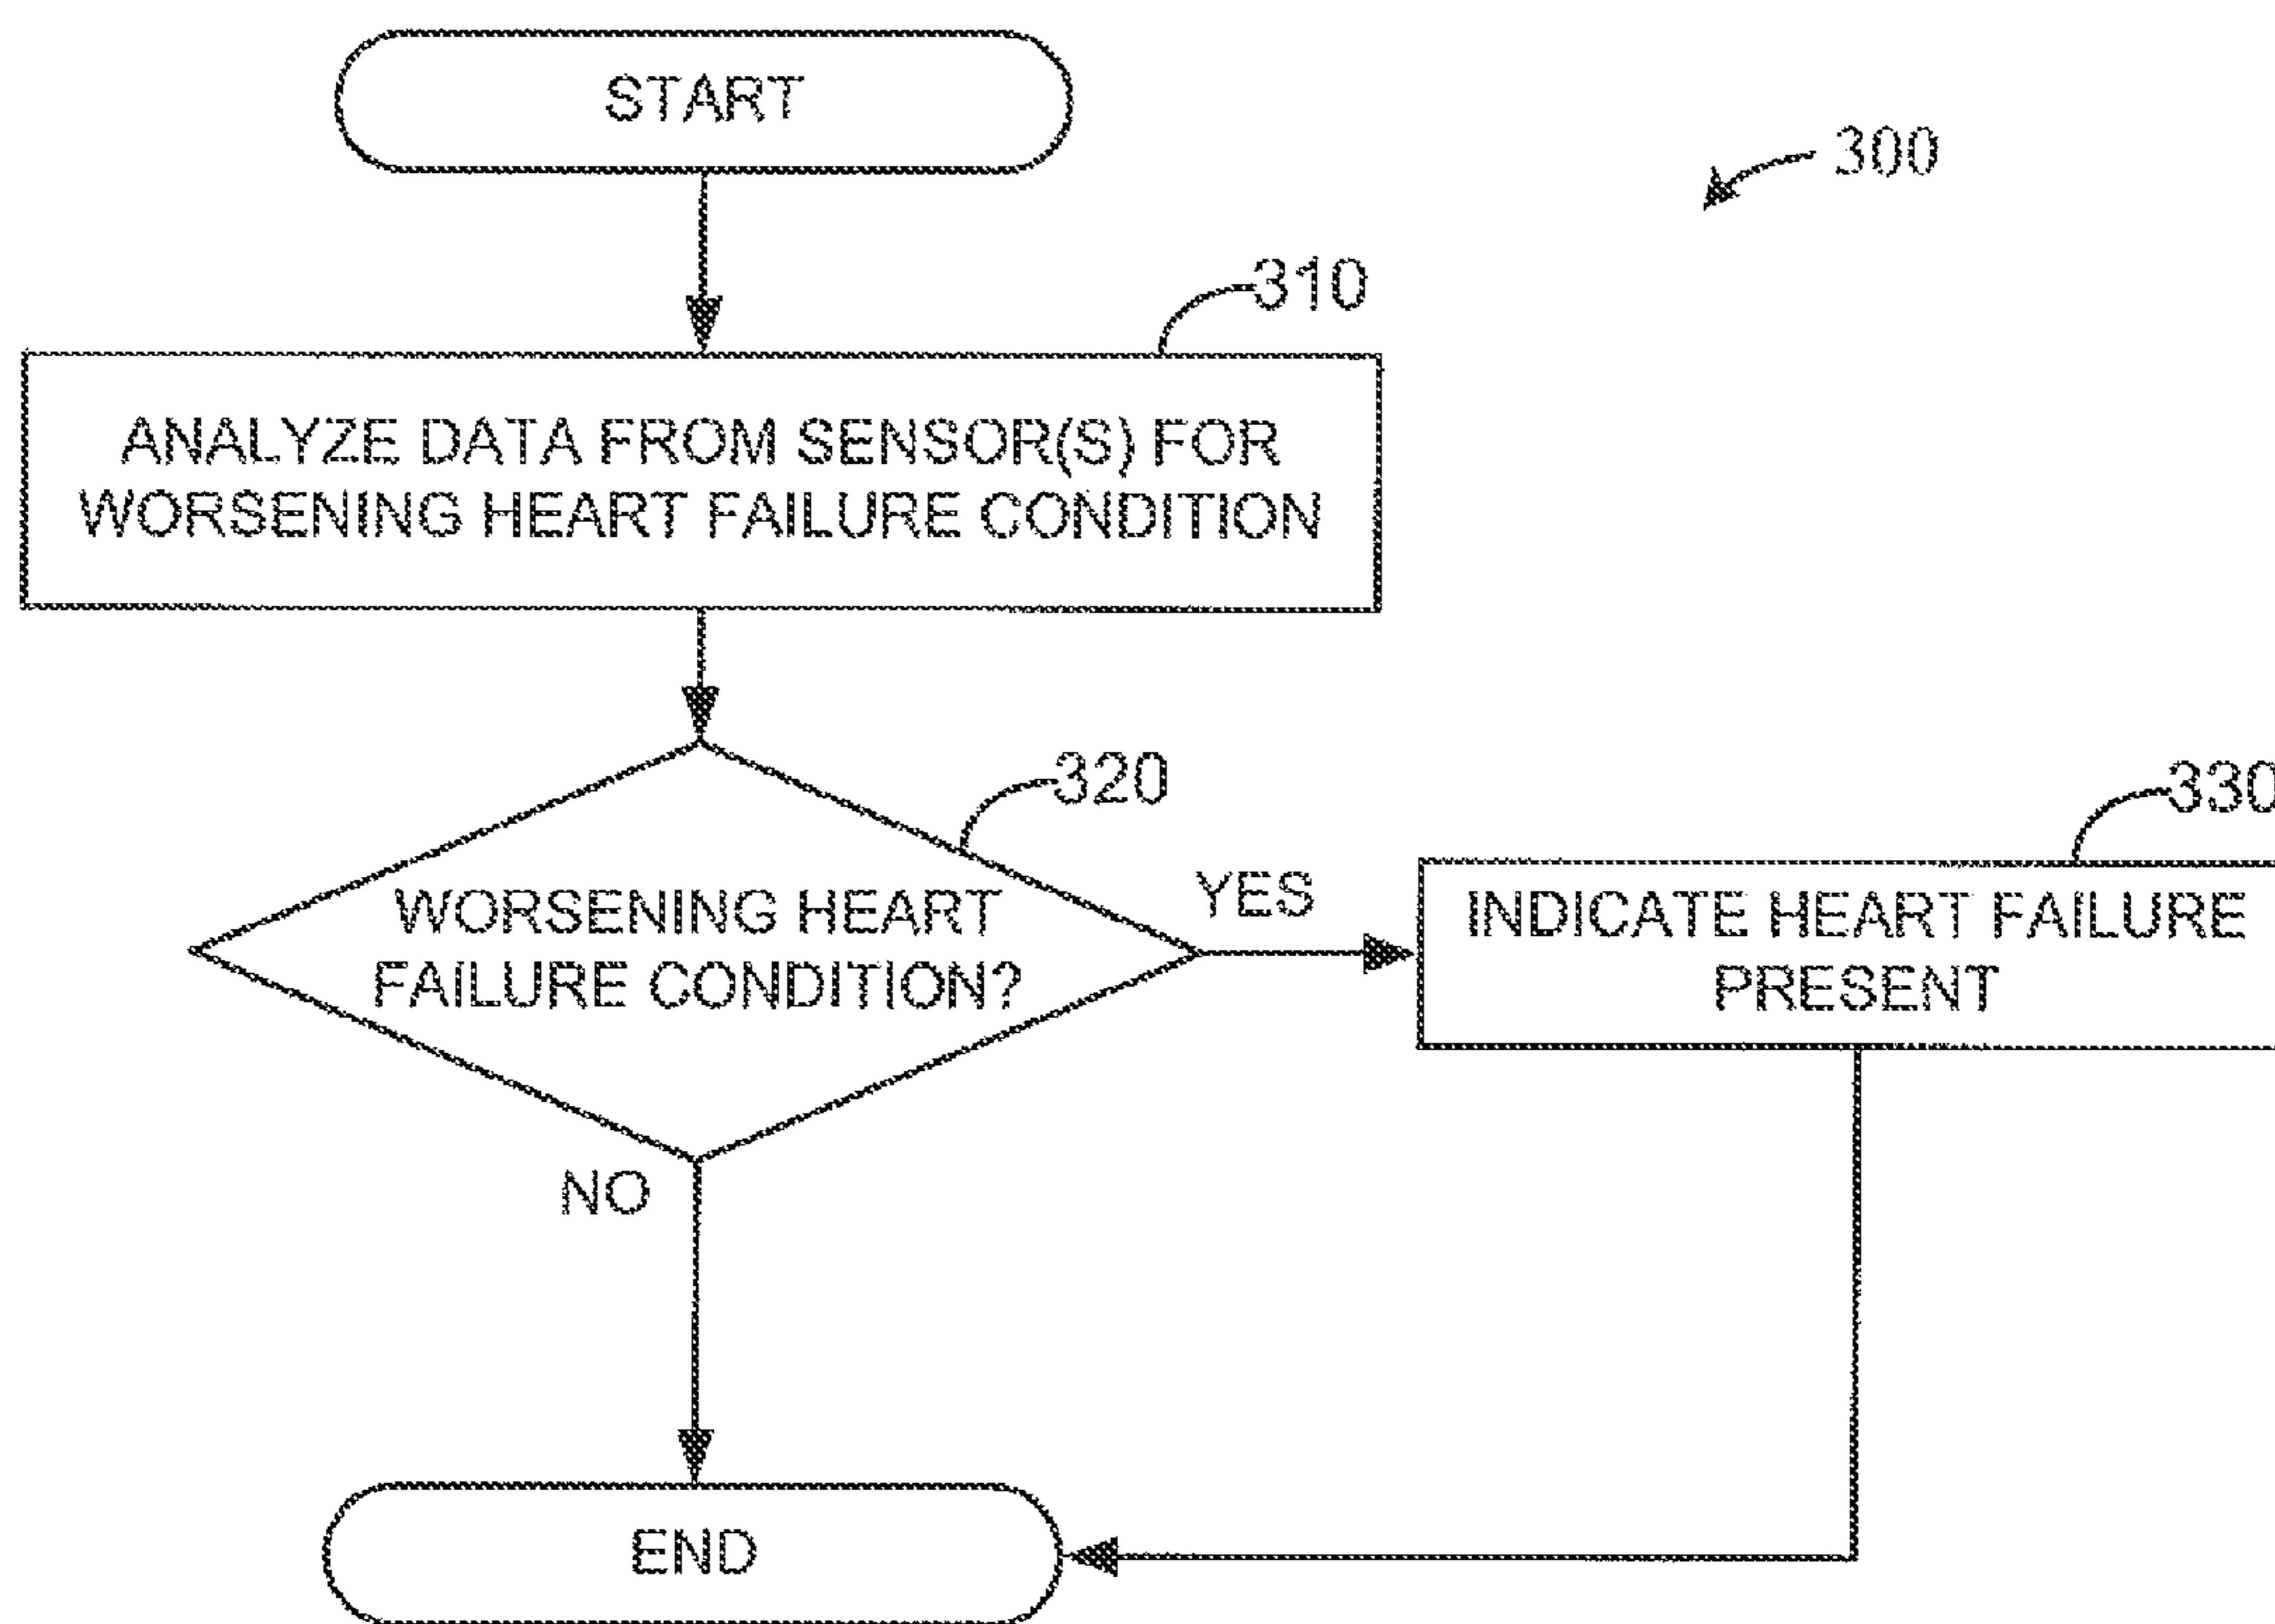 START
300
310
ANALYZE DATA FROM SENSOR(S) FOR
WORSENING HEART FAILURE CONDITION
320
330
WORSENING HEART
FAILURE CONDITION?
YES
INDICATE HEART FAILURE
PRESENT
NO
END